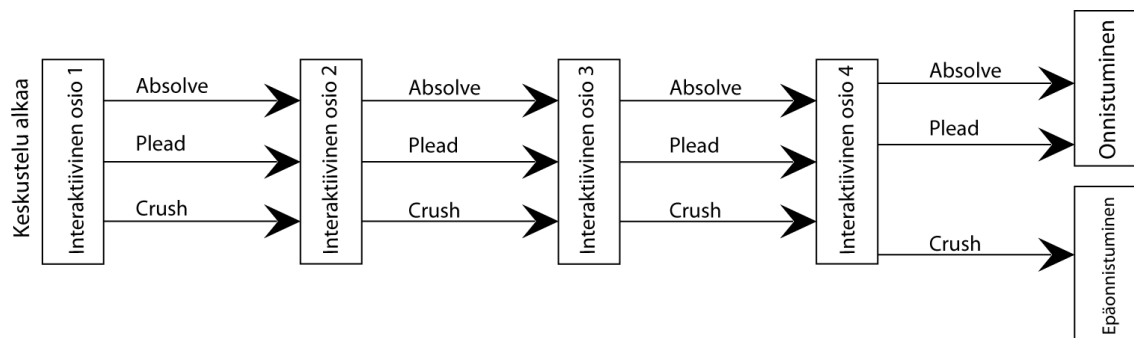 Keskustelu alkaa
Interaktiivinen osio 1
Absolve
Plead
Crush
Interaktiivinen osio 2
Absolve
Plead
Crush
Interaktiivinen osio 3
Absolve
Plead
Crush
Interaktiivinen osio 4
Absolve
Plead
Crush
Onnistuminen
Epäonnistuminen